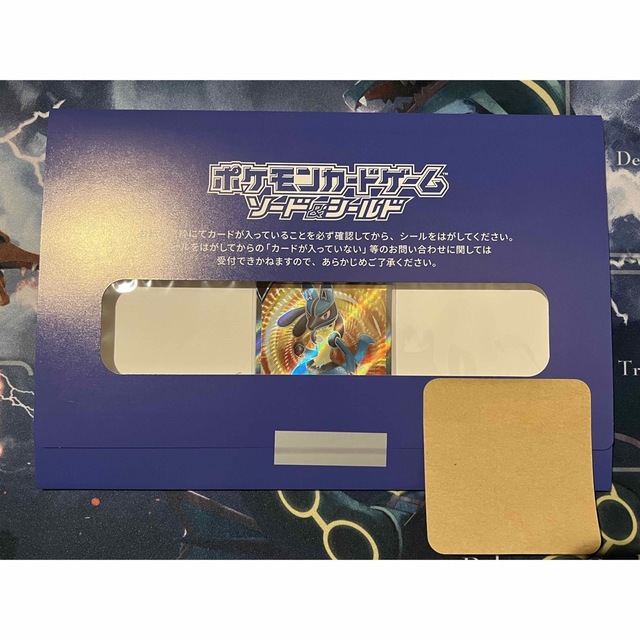 ポケモンカードゲーム
ソード&シールド
にてカードが入っていることを必ず確認してから、シールをはがしてください。
ールをはがしてからの「カードが入っていない」等のお問い合わせに関しては
受付できかねますので、あらかじめご了承ください。
De
Tr